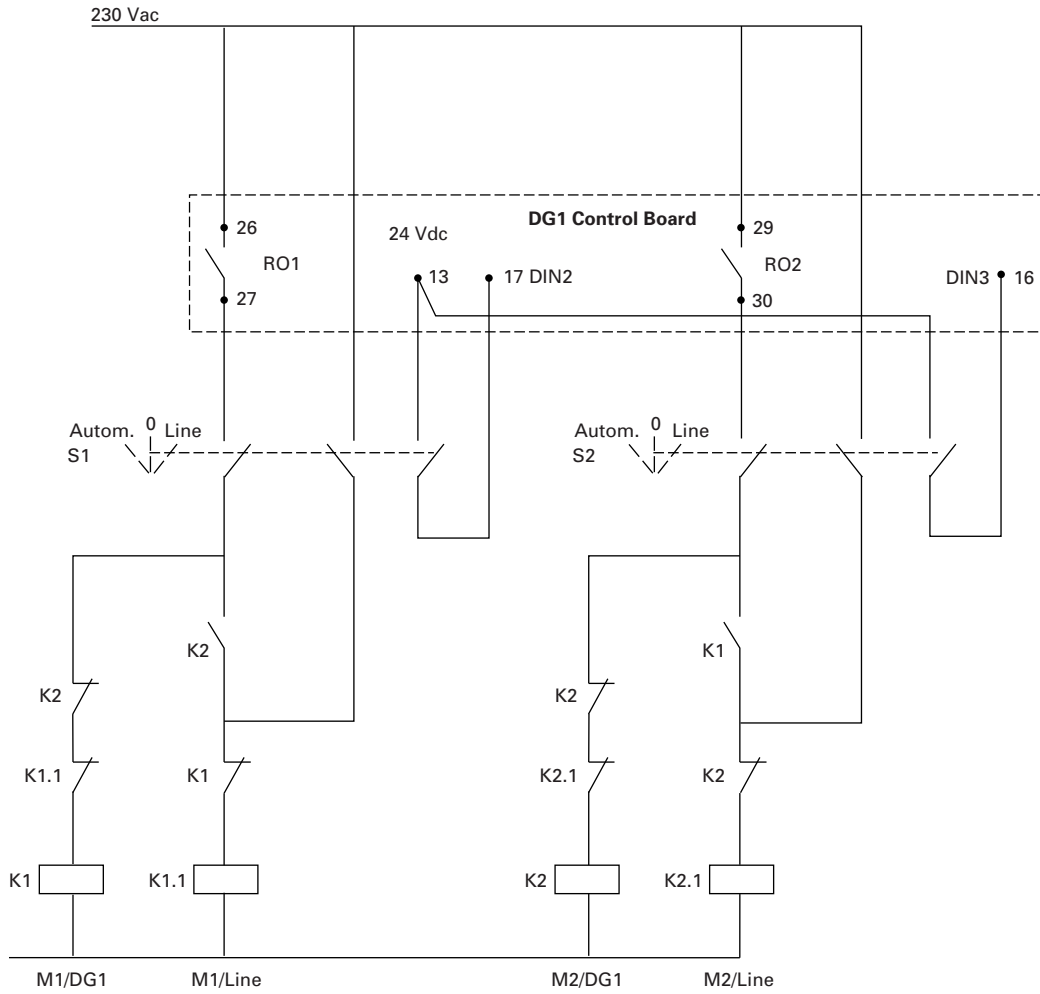 230 Vac
DG1 Control Board
26
RO1
27
24 Vdc
13
17 DIN2
29
RO2
30
DIN3
16
Autom. 0 Line
S1
Autom. 0 Line
S2
K2
K1
K2
K2
K1.1
K1
K2.1
K2
K1
K1.1
K2
K2.1
M1/DG1
M1/Line
M2/DG1
M2/Line